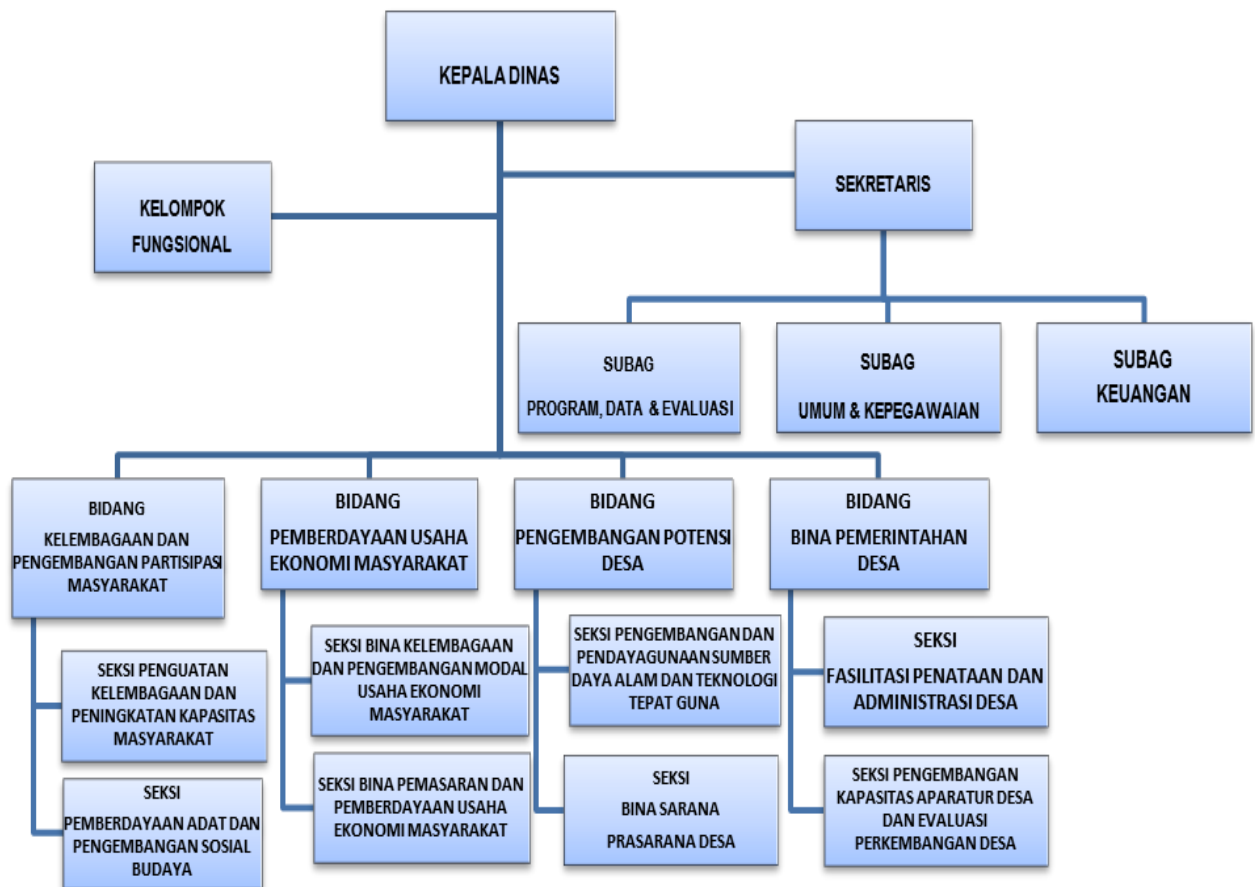 KEPALA DINAS
SEKRETARIS
KELOMPOK
FUNGSIONAL
SUBAG
PROGRAM, DATA & EVALUASI
SUBAG
UMUM & KEPEGAWAIAN
SUBAG
KEUANGAN
BIDANG
KELEMBAGAAN DAN
PENGEMBANGAN PARTISIPASI
MASYARAKAT
BIDANG
PEMBERDAYAAN USAHA
EKONOMI MASYARAKAT
BIDANG
PENGEMBANGAN POTENSI
DESA
BIDANG
BINA PEMERINTAHAN
DESA
SEKSI PENGUATAN
KELEMBAGAAN DAN
PENINGKATAN KAPASITAS
MASYARAKAT
SEKSI
PEMBERDAYAAN ADAT DAN
PENGEMBANGAN SOSIAL
BUDAYA
SEKSI BINA KELEMBAGAAN
DAN PENGEMBANGAN MODAL
USAHA EKONOMI
MASYARAKAT
SEKSI BINA PEMASARAN DAN
PEMBERDAYAAN USAHA
EKONOMI MASYARAKAT
SEKSI PENGEMBANGAN DAN
PENDAYAGUNAAN SUMBER
DAYA ALAM DAN TEKNOLOGI
TEPAT GUNA
SEKSI
BINA SARANA
PRASARANA DESA
SEKSI
FASILITASI PENATAAN DAN
ADMINISTRASI DESA
SEKSI PENGEMBANGAN
KAPASITAS APARATUR DESA
DAN EVALUASI
PERKEMBANGAN DESA